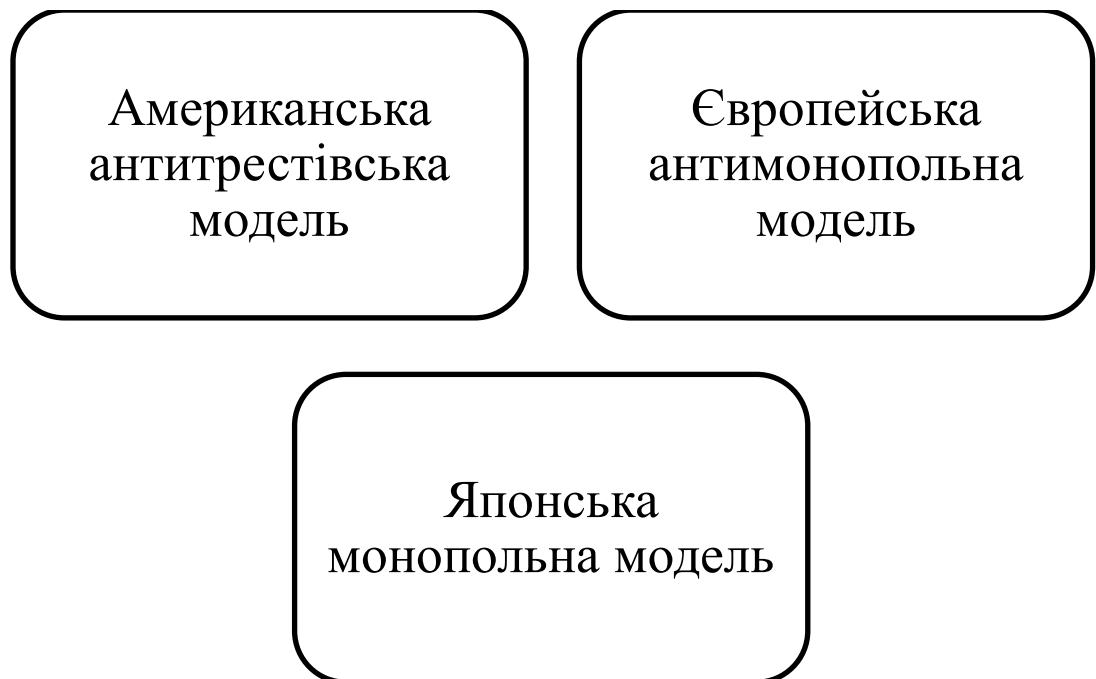 Американська
антитрестівська
модель
Європейська
антимонопольна
модель
Японська
монопольна модель